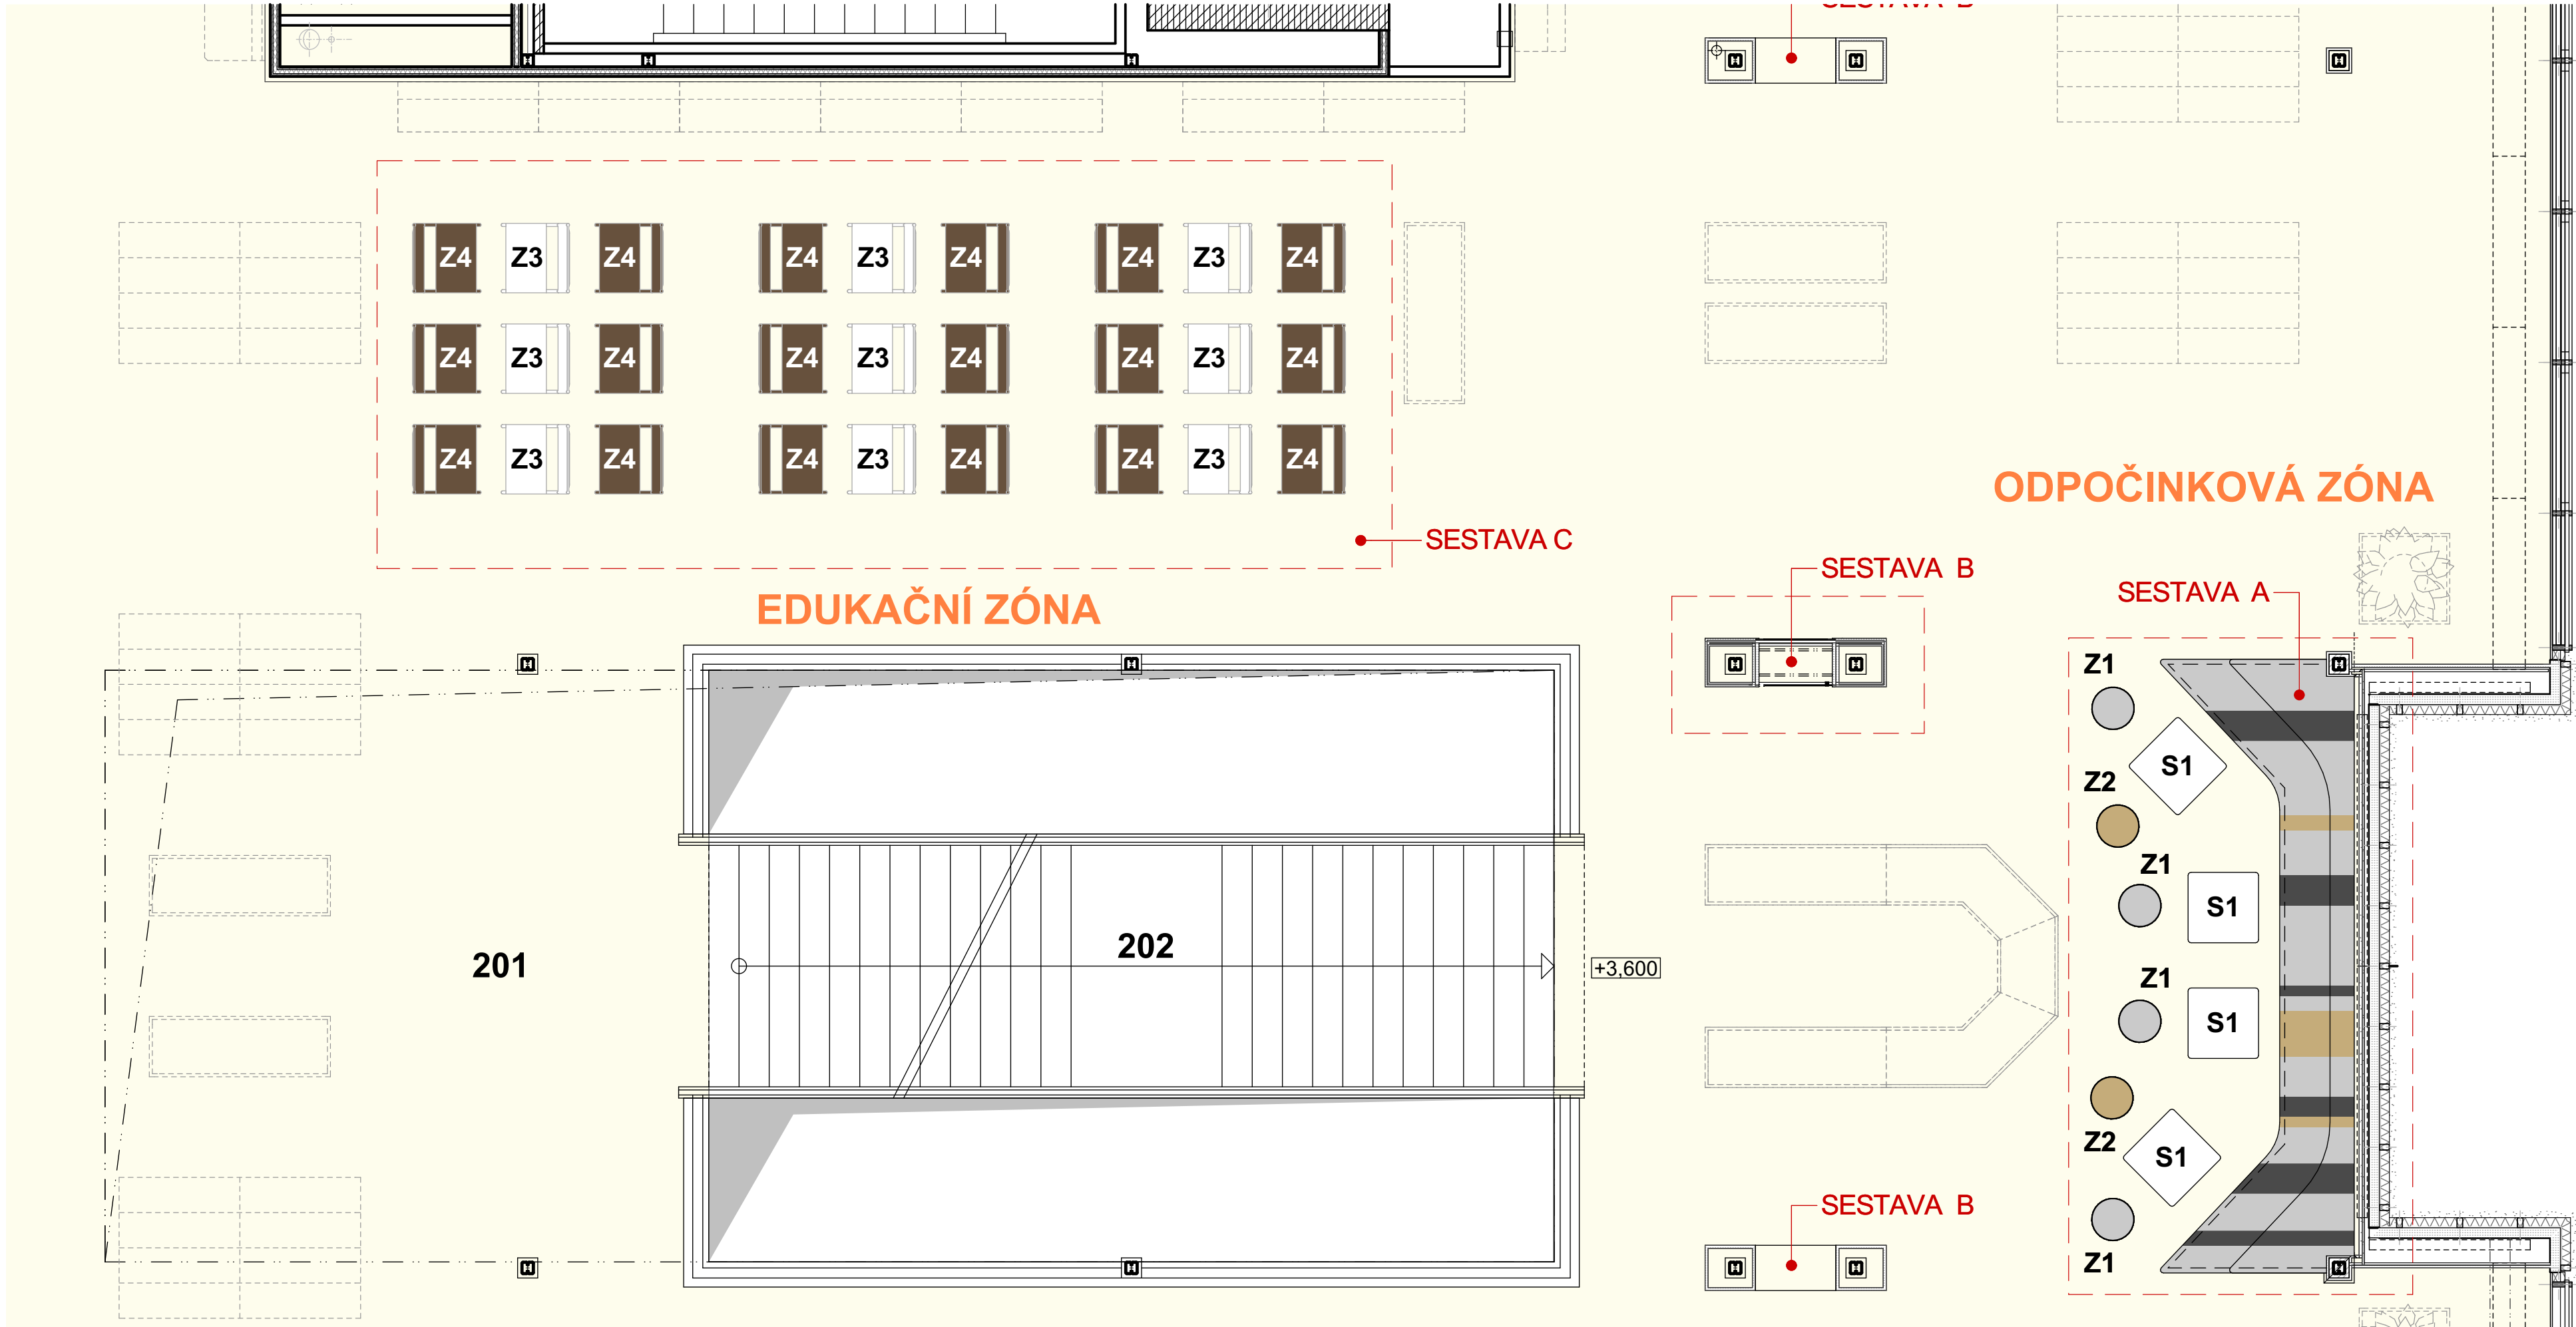 Z4 Z3 Z4 Z4 Z3 Z4 Z4 Z3 Z4
Z4 Z3 Z4 Z4 Z3 Z4 Z4 Z3 Z4
Z4 Z3 Z4 Z4 Z3 Z4 Z4 Z3 Z4
ODPOČINKOVÁ ZÓNA
SESTAVA C
SESTAVA B
SESTAVA A
EDUKAČNÍ ZÓNA
Z1
S1
Z2
Z1
S1
202
201
+3,600
Z1
S1
Z2
S1
SESTAVA B
Z1